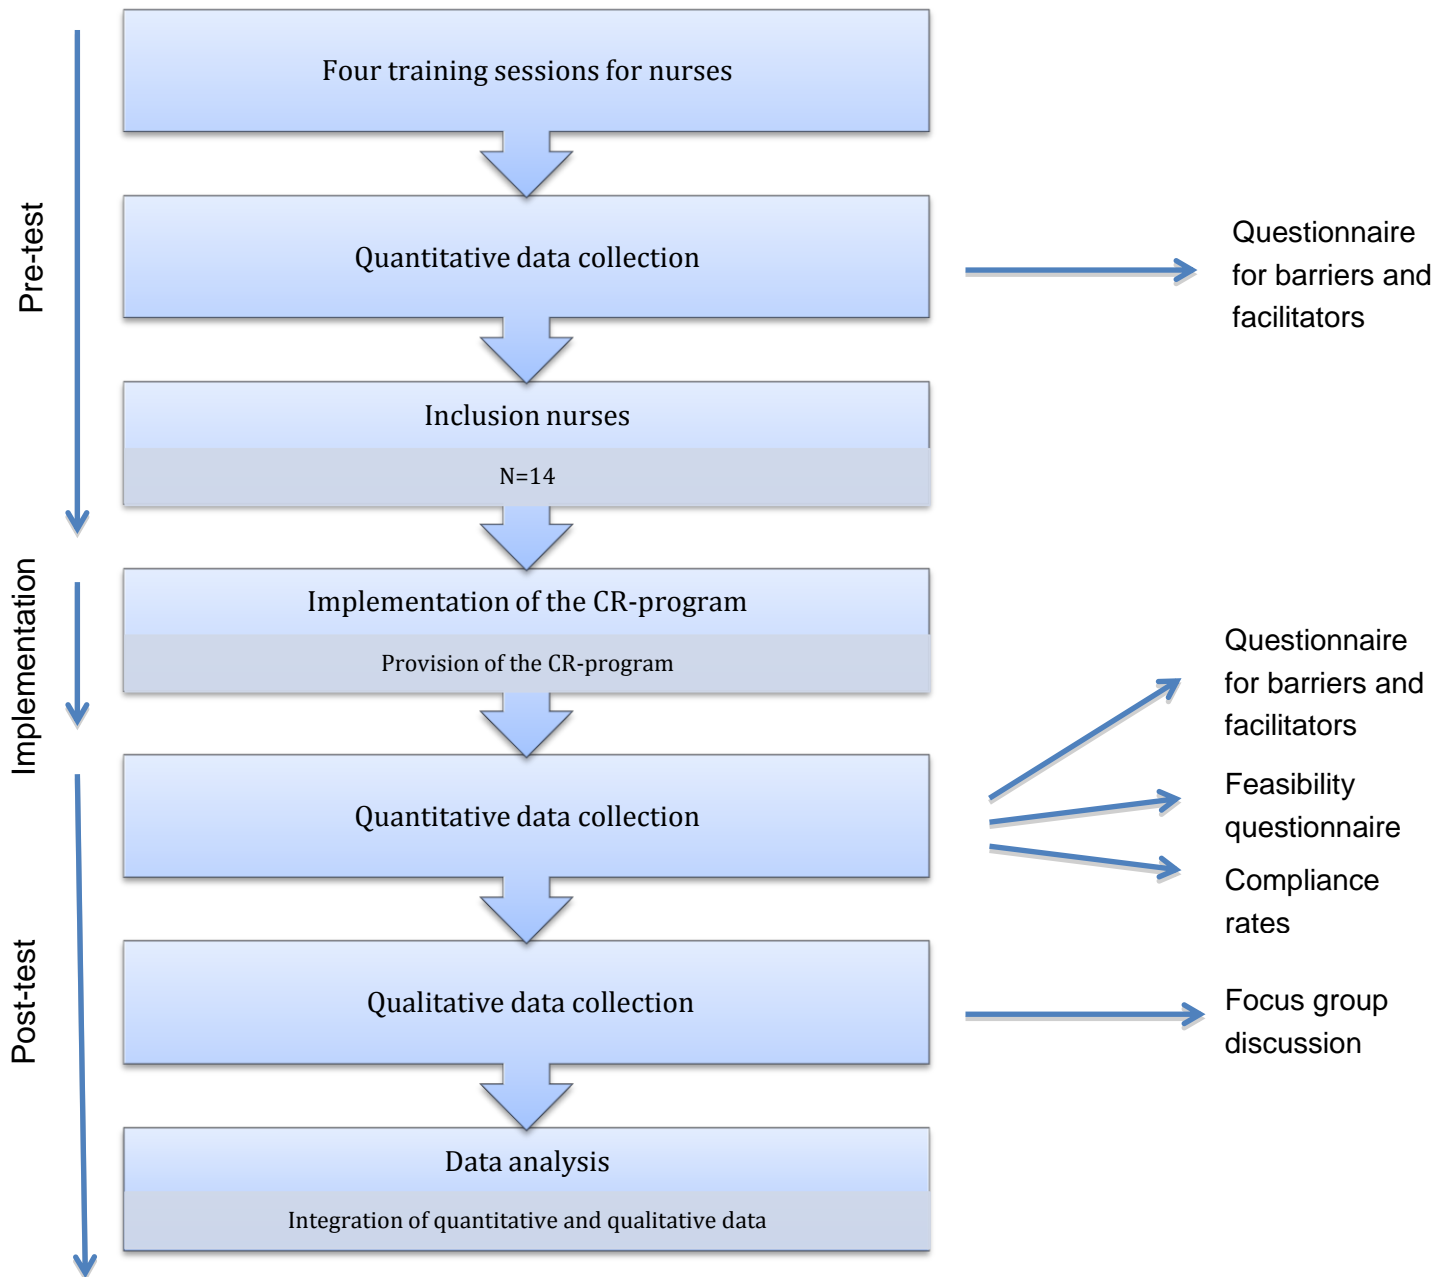 Four training sessions for nurses
Pre-test
Quantitative data collection
Questionnaire
for barriers and
facilitators
Inclusion nurses
N=14
Implementation
Implementation of the CR-program
Provision of the CR-program
Post-test
Quantitative data collection
Questionnaire
for barriers and
facilitators
Feasibility
questionnaire
Compliance
rates
Qualitative data collection
Focus group
discussion
Data analysis
Integration of quantitative and qualitative data